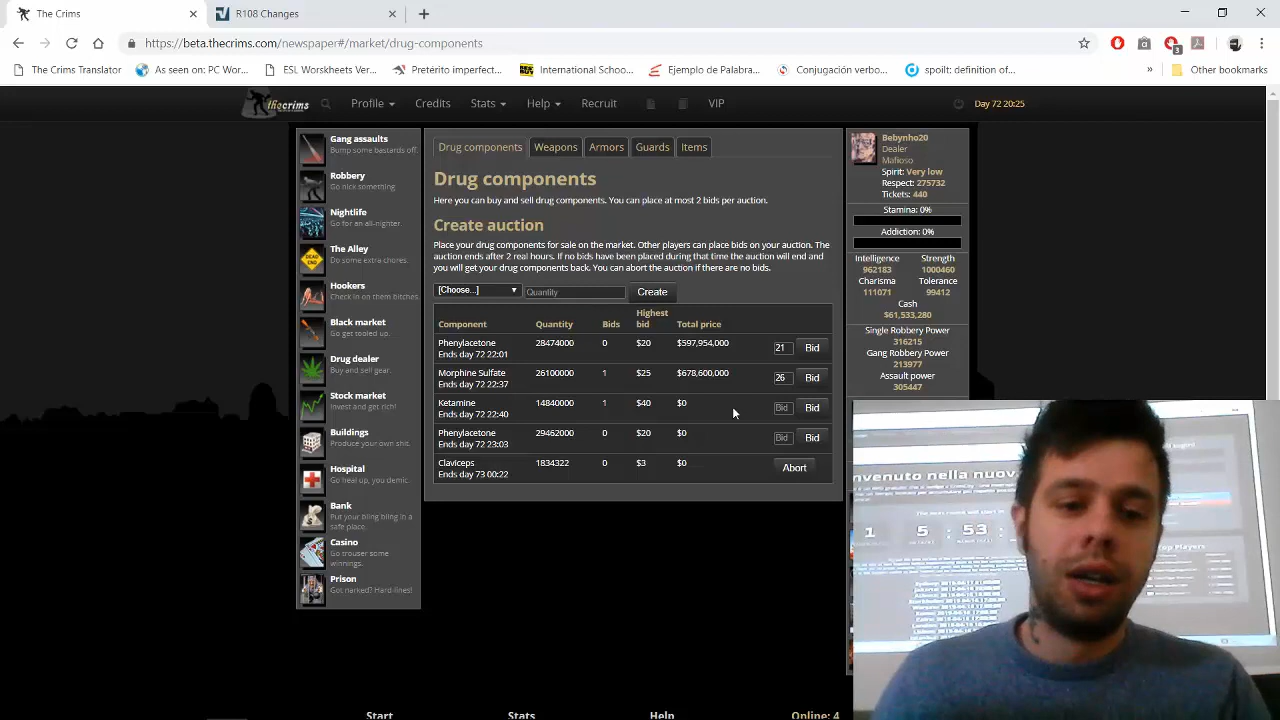 The Crims
R108 Changes
https://beta.thecrims.com/newspaper#/market/drug-components
3
The Crims Translator
As seen on: PC Wor...
ESL Worsheets Ver...
Pretérito imperfec...
International Schoo...
Ejemplo de Palabra...
Conjugación verbo...
spoilt: definition of...
»
Other bookmarks
thecrims
Profile
Credits
Stats
Help
Recruit
VIP
Day 72 20:25
Gang assaults
Bump some bastards off.
Robbery
Go nick something.
Nightlife
Go for an all-nighter.
The Alley
Do some extra chores.
Hookers
Check in on them bitches.
Black market
Go get tooled up.
Drug dealer
Buy and sell gear.
Stock market
Invest and get rich!
Buildings
Produce your own shit.
Hospital
Go heal up, you demic.
Bank
Put your bling bling in a
safe place.
Casino
Go trouser some
winnings.
Prison
Got narked? Hard lines!
Drug components
Weapons
Armors
Guards
Items
Drug components
Here you can buy and sell drug components. You can place at most 2 bids per auction.
Create auction
Place your drug components for sale on the market. Other players can place bids on your auction. The
auction ends after 2 real hours. If no bids have been placed during that time the auction will end and
you will get your drug components back. You can abort the auction if there are no bids.
[Choose...]
Quantity
Create
Component Quantity Bids Highest bid Total price
Phenylacetone 28474000 0 $20 $597,954,000 21 Bid
Ends day 72 22:01
Morphine Sulfate 26100000 1 $25 $678,600,000 26 Bid
Ends day 72 22:37
Ketamine 14840000 1 $40 $0 Bid Bid
Ends day 72 22:40
Phenylacetone 29462000 0 $20 $0 Bid Bid
Ends day 72 23:03
Claviceps 1834322 0 $3 $0 Abort
Ends day 73 00:22
Bebynho20
Dealer
Mafioso
Spirit: Very low
Respect: 275732
Tickets: 440
Stamina: 0%
Addiction: 0%
Intelligence Strength
962183 1000460
Charisma Tolerance
111071 99412
Cash
$61,533,280
Single Robbery Power
316215
Gang Robbery Power
213977
Assault power
305447
nvenuto nella nuov
1 5 53
Start
Stats
Help
Online: 4